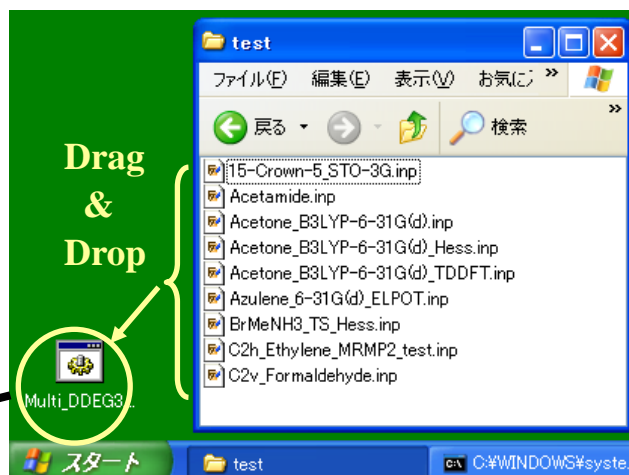 test
ファイル(F) 編集(E) 表示(V) お気に »
戻る 検索 »
Drag
&
Drop
15-Crown-5_STO-3G.inp
Acetamide.inp
Acetone_B3LYP-6-31G(d).inp
Acetone_B3LYP-6-31G(d)_Hess.inp
Acetone_B3LYP-6-31G(d)_TDDFT.inp
Azulene_6-31G(d)_ELPOT.inp
BrMeNH3_TS_Hess.inp
C2h_Ethylene_MRMP2_test.inp
C2v_Formaldehyde.inp
Multi_DDEG3...
スタート test C:¥WINDOWS¥syste